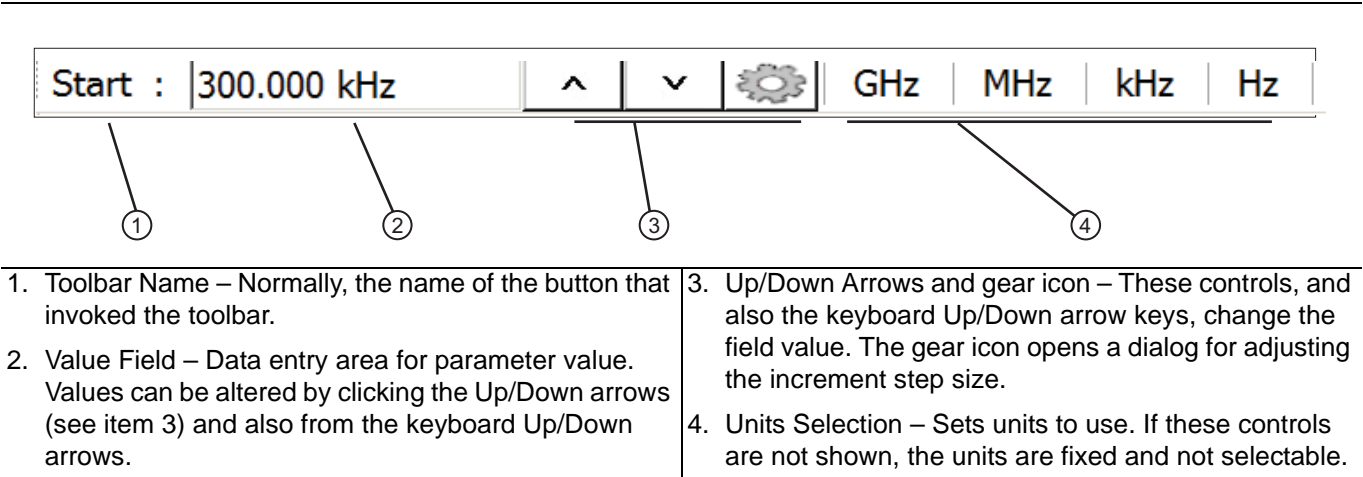 Start : 300.000 kHz ^ v GHz MHz kHz Hz
1 2 3 4
1. Toolbar Name – Normally, the name of the button that
invoked the toolbar.
2. Value Field – Data entry area for parameter value.
Values can be altered by clicking the Up/Down arrows
(see item 3) and also from the keyboard Up/Down
arrows.
3. Up/Down Arrows and gear icon – These controls, and
also the keyboard Up/Down arrow keys, change the
field value. The gear icon opens a dialog for adjusting
the increment step size.
4. Units Selection – Sets units to use. If these controls
are not shown, the units are fixed and not selectable.